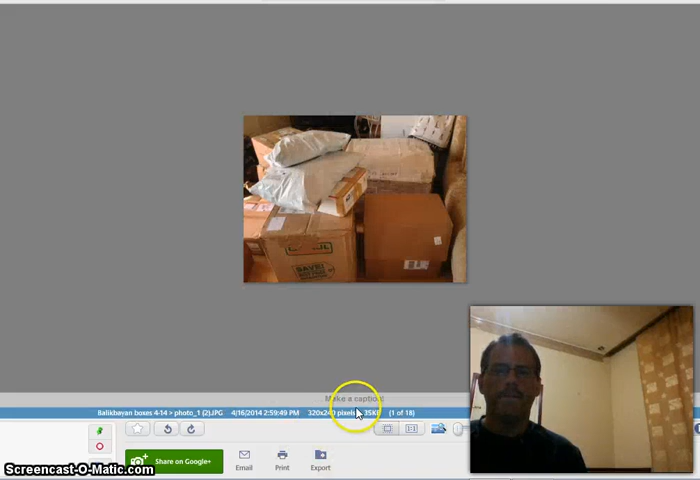 SAVE!
Make a caption!
Balikbayan boxes 4-14 > photo_1 (2).JPG 4/16/2014 2:59:49 PM 320x240 pixels 35KB (1 of 18)
Share on Google+
Email
Print
Export
Screencast-O-Matic.com